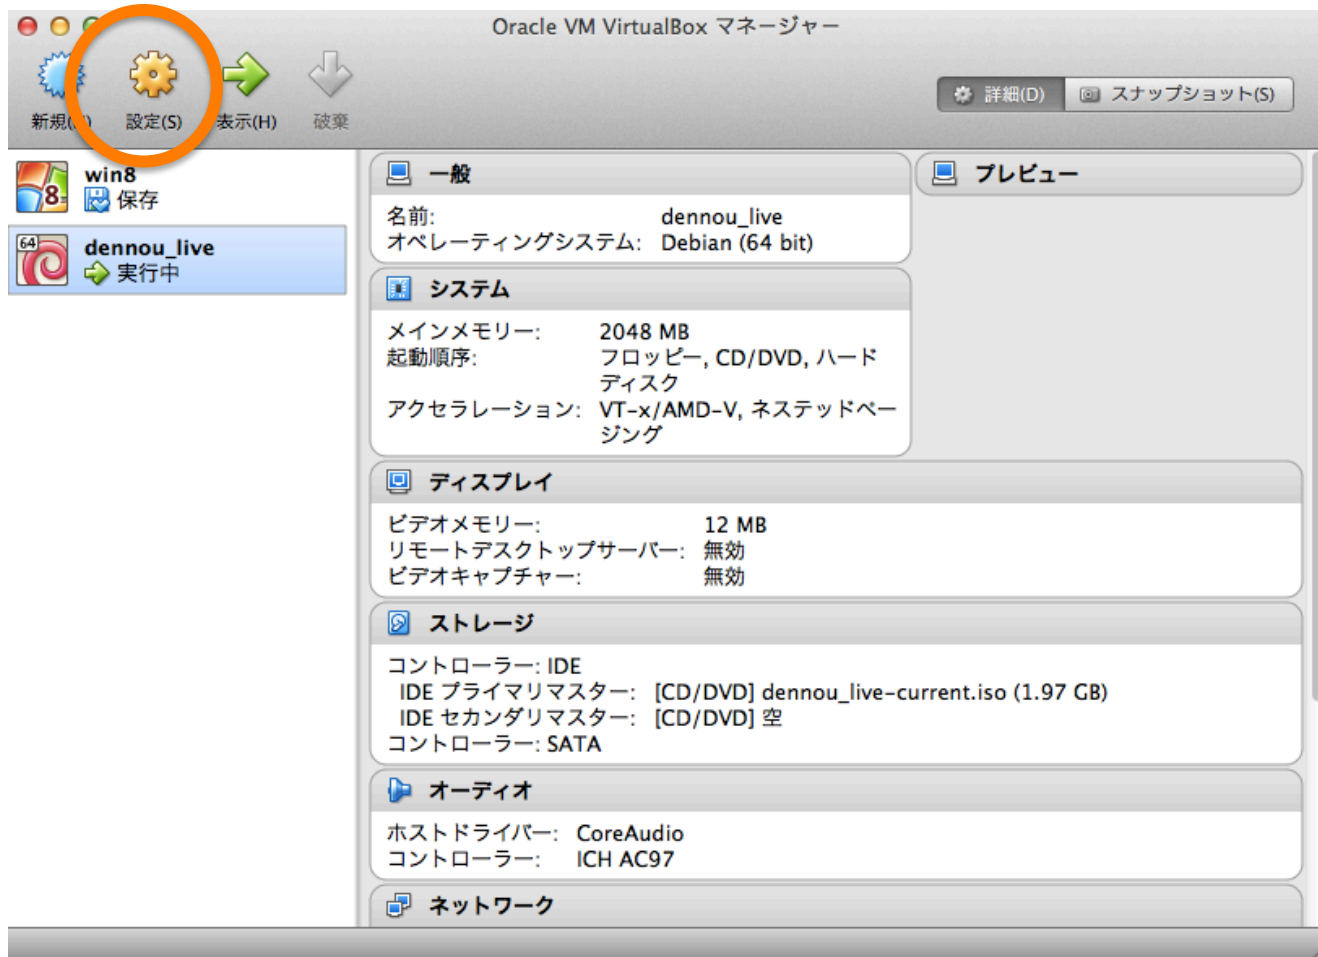 Oracle VM VirtualBox マネージャー
設定(S)
表示(H)
破棄
詳細(D)
スナップショット(S)
8
win8
保存
64
dennou_live
実行中
一般
名前: dennou_live
オペレーティングシステム: Debian (64 bit)
システム
メインメモリー: 2048 MB
起動順序: フロッピー, CD/DVD, ハード
ディスク
アクセラレーション: VT-x/AMD-V, ネステッドペー
ジング
プレビュー
ディスプレイ
ビデオメモリー: 12 MB
リモートデスクトップサーバー: 無効
ビデオキャプチャー: 無効
ストレージ
コントローラー: IDE
IDE プライマリマスター: [CD/DVD] dennou_live-current.iso (1.97 GB)
IDE セカンダリマスター: [CD/DVD] 空
コントローラー: SATA
オーディオ
ホストドライバー: CoreAudio
コントローラー: ICH AC97
ネットワーク